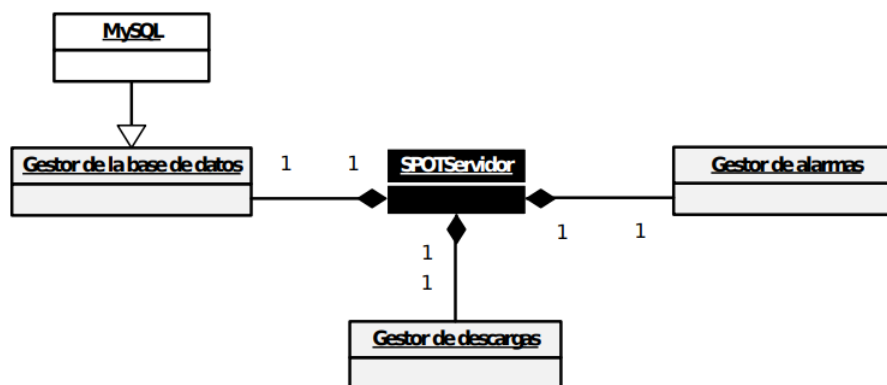 MySQL
Gestor de la base de datos
1
1
SPOTServidor
Gestor de alarmas
1
1
1
1
Gestor de descargas